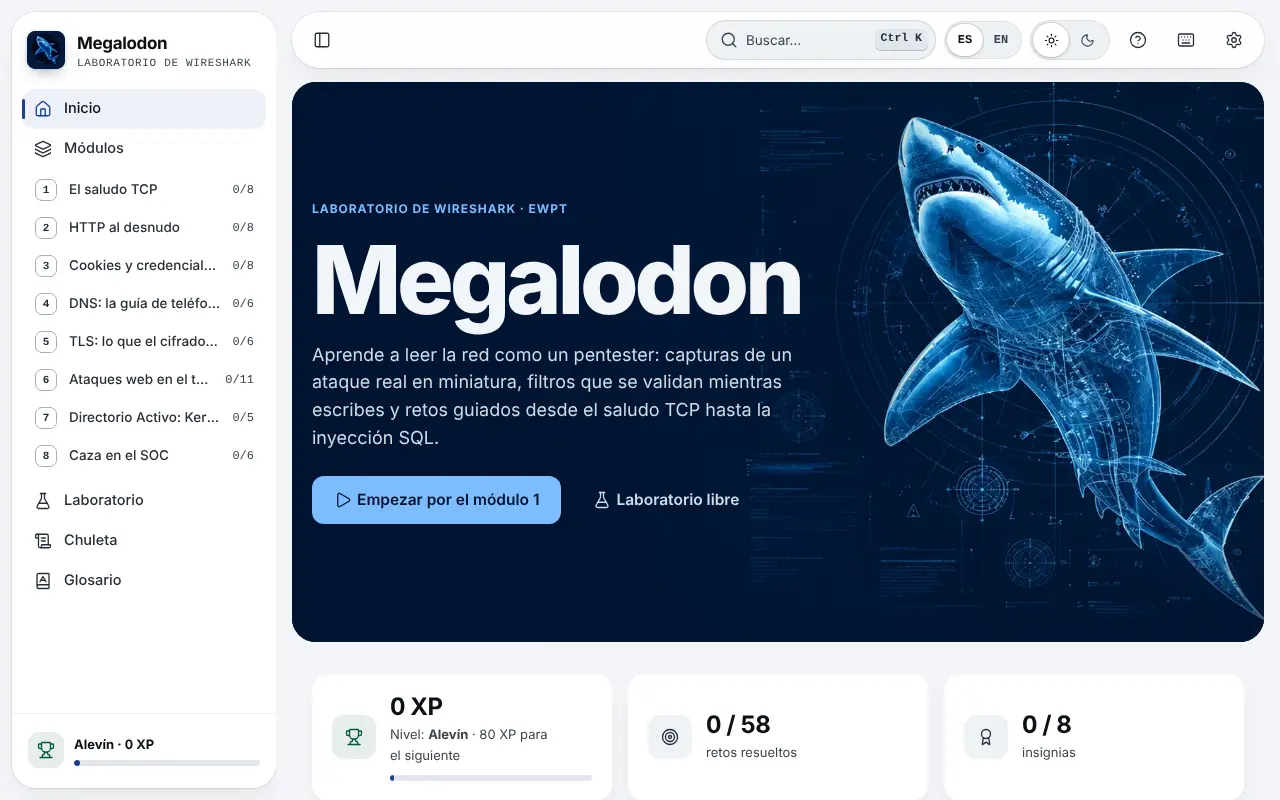 Megalodon
LABORATORIO DE WIRESHARK
Inicio
Módulos
1 El saludo TCP 0/8
2 HTTP al desnudo 0/8
3 Cookies y credencial... 0/8
4 DNS: la guía de teléfo... 0/6
5 TLS: lo que el cifrado... 0/6
6 Ataques web en el t... 0/11
7 Directorio Activo: Ker... 0/5
8 Caza en el SOC 0/6
Laboratorio
Chuleta
Glosario
Alevín · 0 XP
Buscar... Ctrl K ES EN
LABORATORIO DE WIRESHARK · EWPT
Megalodon
Aprende a leer la red como un pentester: capturas de un
ataque real en miniatura, filtros que se validan mientras
escribes y retos guiados desde el saludo TCP hasta la
inyección SQL.
Empezar por el módulo 1 Laboratorio libre
0 XP
Nivel: Alevín · 80 XP para
el siguiente
0 / 58
retos resueltos
0 / 8
insignias